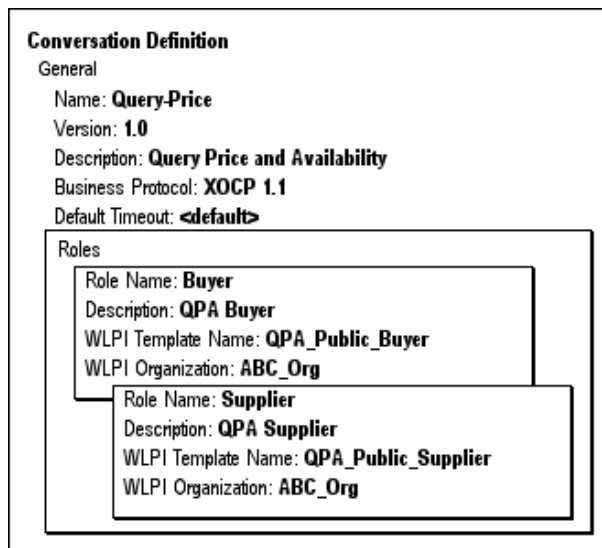 Conversation Definition
General
Name: Query-Price
Version: 1.0
Description: Query Price and Availability
Business Protocol: XOCP 1.1
Default Timeout: <default>
Roles
Role Name: Buyer
Description: QPA Buyer
WLPI Template Name: QPA_Public_Buyer
WLPI Organization: ABC_Org
Role Name: Supplier
Description: QPA Supplier
WLPI Template Name: QPA_Public_Supplier
WLPI Organization: ABC_Org